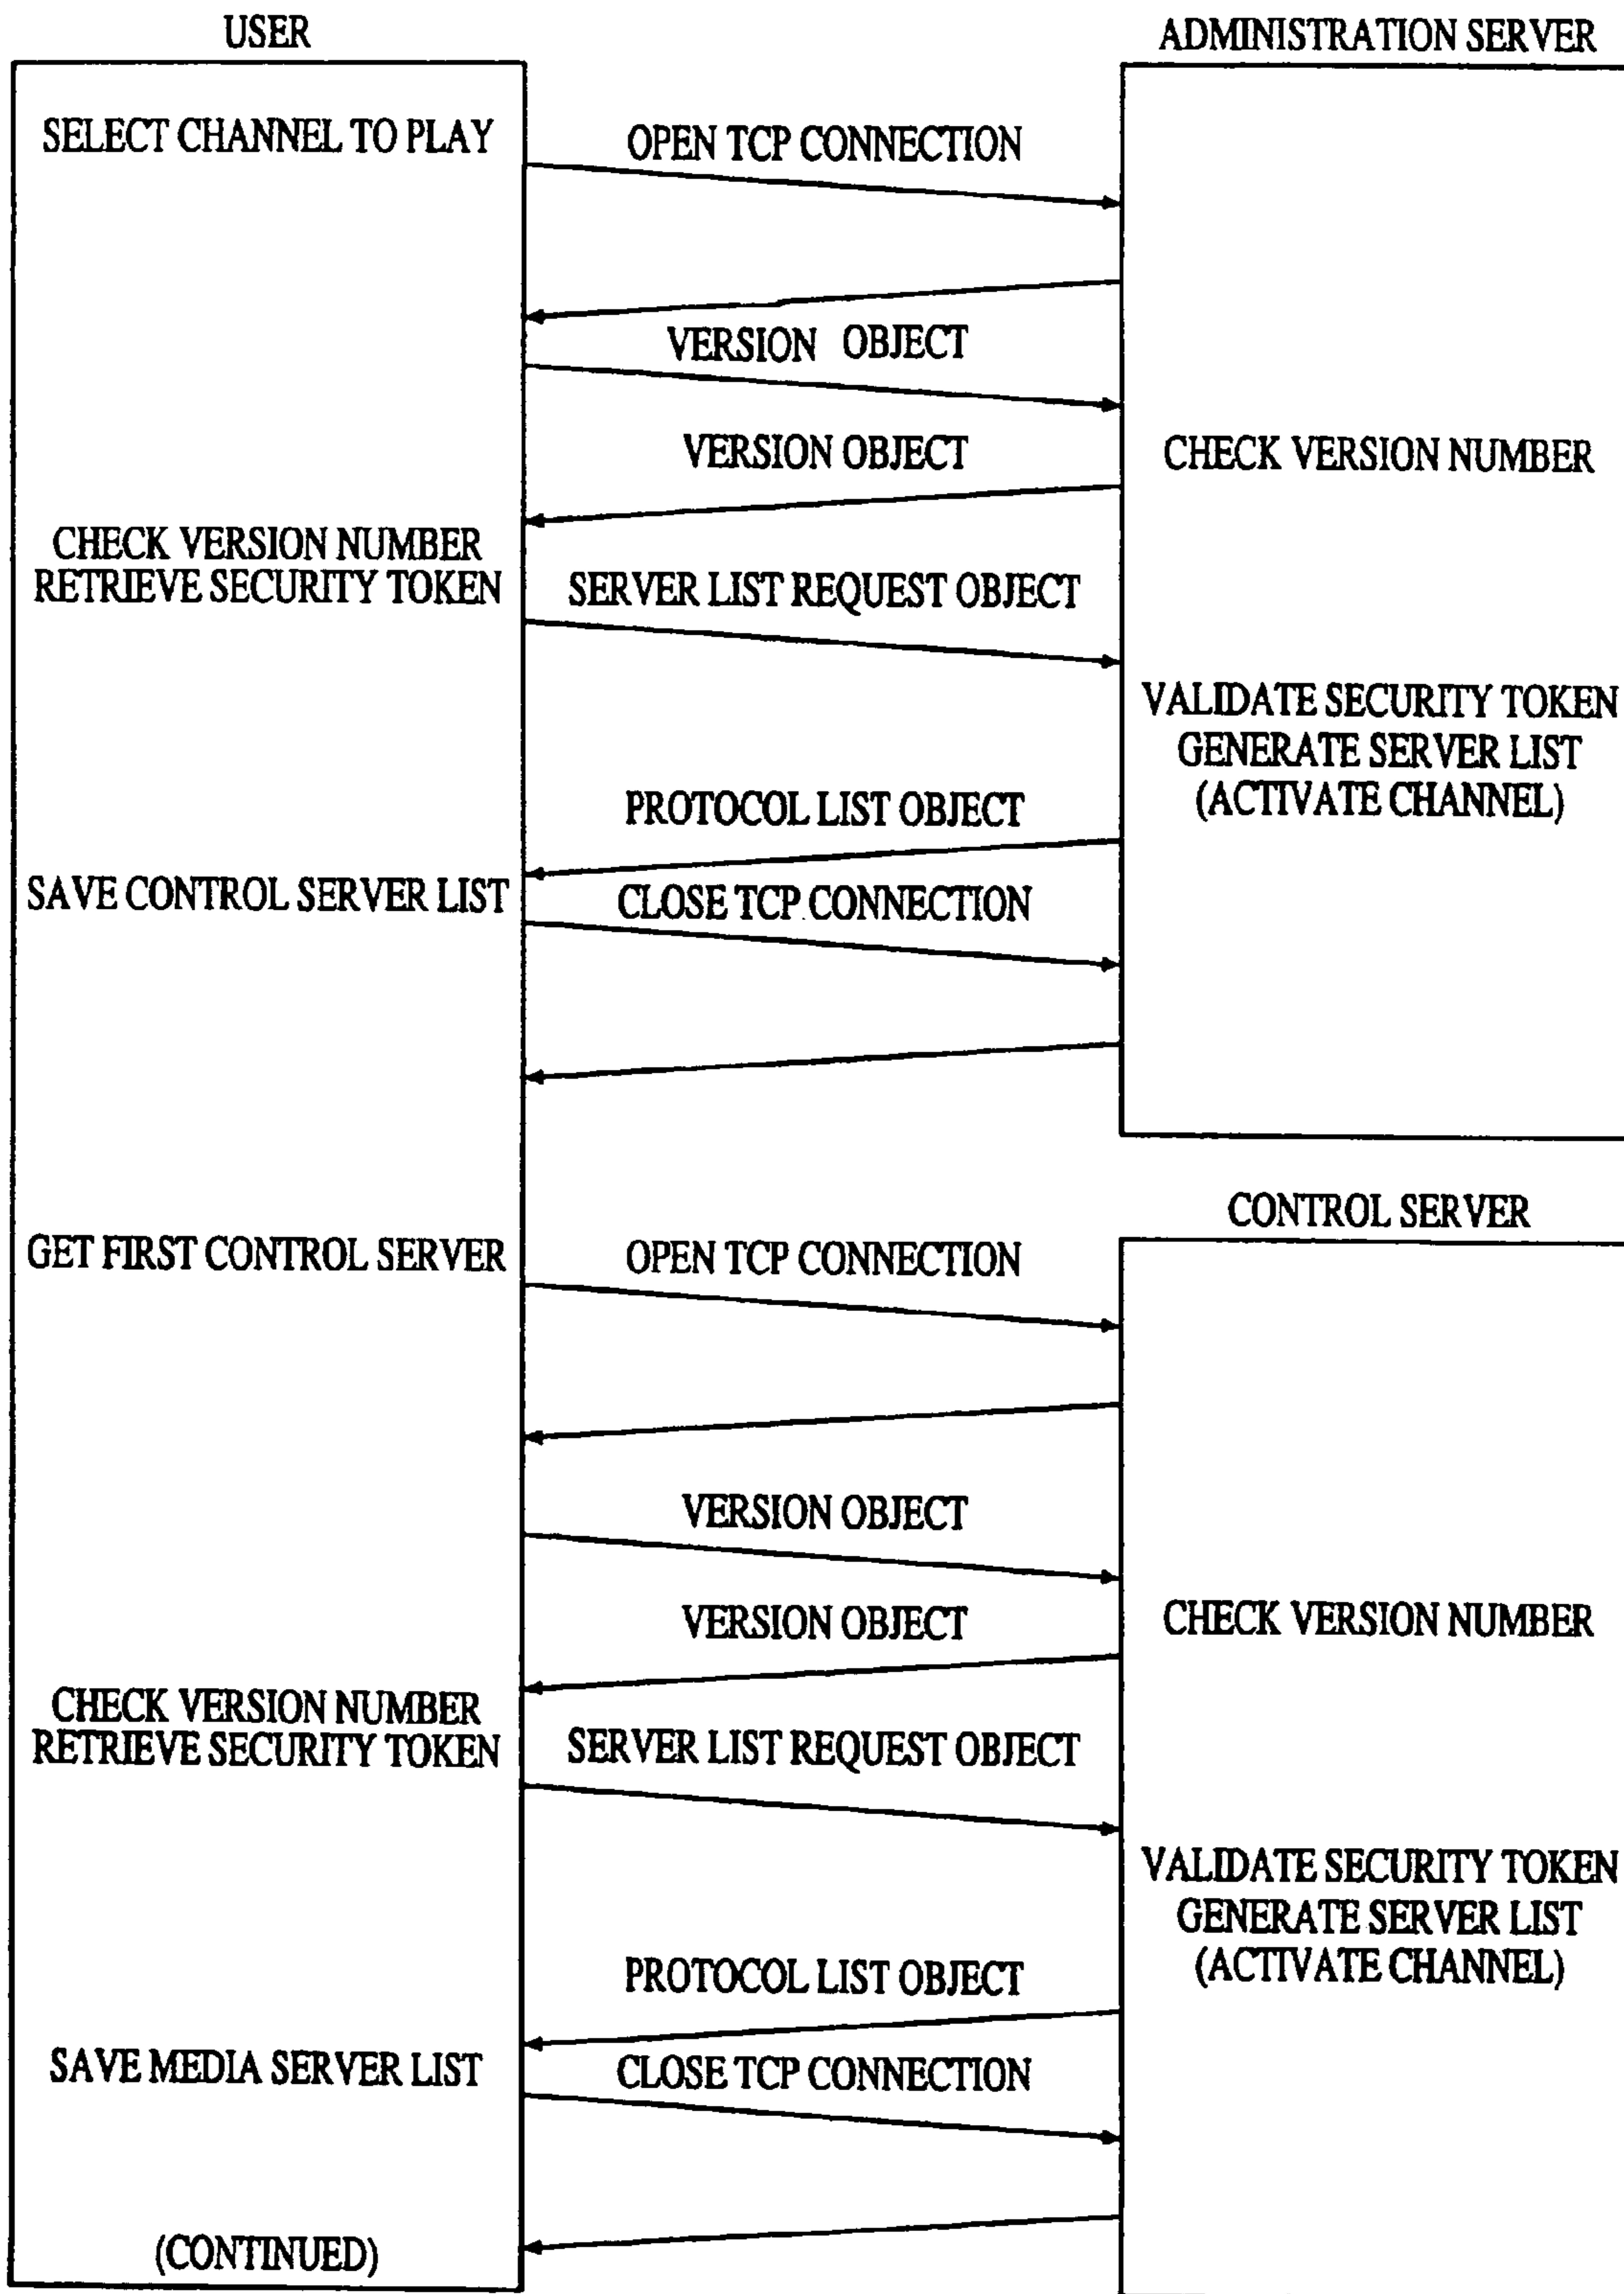 USER
ADMINISTRATION SERVER
SELECT CHANNEL TO PLAY
OPEN TCP CONNECTION
VERSION OBJECT
VERSION OBJECT
CHECK VERSION NUMBER
CHECK VERSION NUMBER
RETRIEVE SECURITY TOKEN
SERVER LIST REQUEST OBJECT
VALIDATE SECURITY TOKEN
GENERATE SERVER LIST
(ACTIVATE CHANNEL)
PROTOCOL LIST OBJECT
SAVE CONTROL SERVER LIST
CLOSE TCP CONNECTION
CONTROL SERVER
GET FIRST CONTROL SERVER
OPEN TCP CONNECTION
VERSION OBJECT
VERSION OBJECT
CHECK VERSION NUMBER
CHECK VERSION NUMBER
RETRIEVE SECURITY TOKEN
SERVER LIST REQUEST OBJECT
VALIDATE SECURITY TOKEN
GENERATE SERVER LIST
(ACTIVATE CHANNEL)
PROTOCOL LIST OBJECT
SAVE MEDIA SERVER LIST
CLOSE TCP CONNECTION
(CONTINUED)